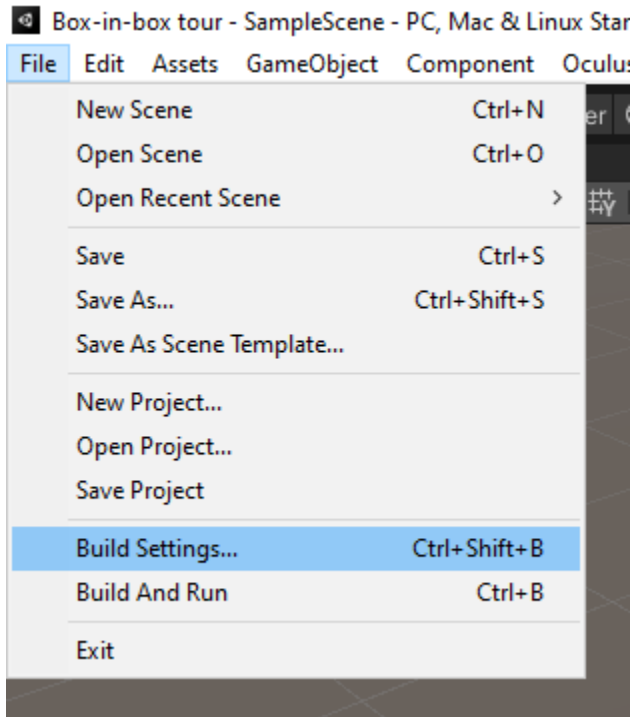 Box-in-box tour - SampleScene - PC, Mac & Linux Star
File Edit Assets GameObject Component Oculus
New Scene Ctrl+N
Open Scene Ctrl+O
Open Recent Scene
Save Ctrl+S
Save As... Ctrl+Shift+S
Save As Scene Template...
New Project...
Open Project...
Save Project
Build Settings... Ctrl+Shift+B
Build And Run Ctrl+B
Exit